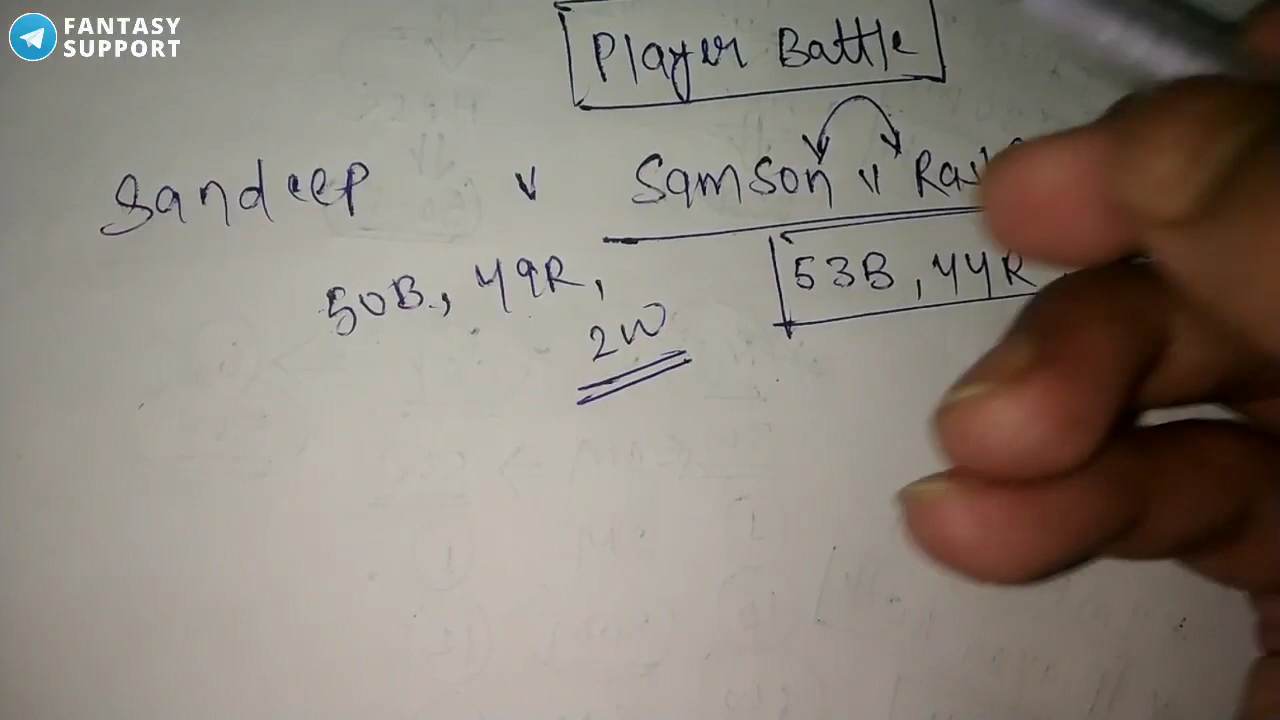 FANTASY
SUPPORT
Player Battle
Sandeep v Samson v
50B, 49R, 53B, 44R
2W